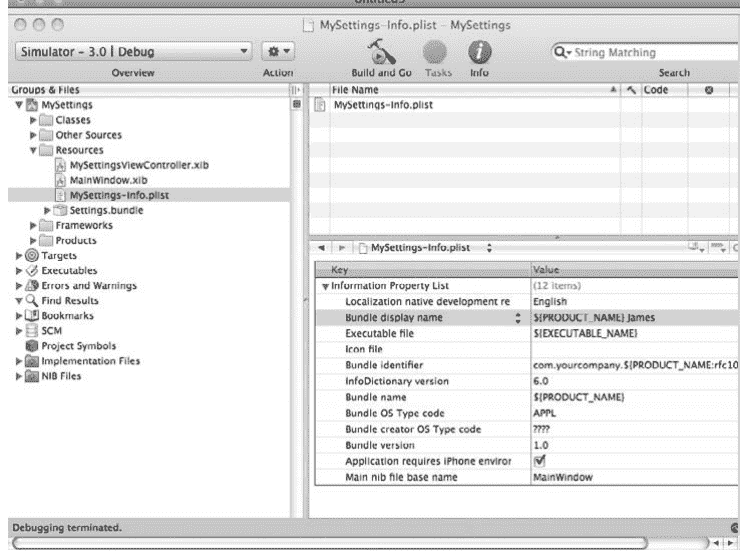 MySettings-Info.plist - MySettings
Simulator - 3.0 | Debug
Overview
Action
Build and Go
Tasks
Info
String Matching
Search
Groups & Files
MySettings
Classes
Other Sources
Resources
MySettingsViewController.xib
MainWindow.xib
MySettings-Info.plist
Settings.bundle
Frameworks
Products
Targets
Executables
Errors and Warnings
Find Results
Bookmarks
SCM
Project Symbols
Implementation Files
NIB Files
File Name Code
MySettings-Info.plist
MySettings-Info.plist
Key Value
Information Property List (12 items)
Localization native development re English
Bundle display name ${PRODUCT_NAME} James
Executable file ${EXECUTABLE_NAME}
Icon file
Bundle identifier com.yourcompany.${PRODUCT_NAME:rfc10
InfoDictionary version 6.0
Bundle name ${PRODUCT_NAME}
Bundle OS Type code APPL
Bundle creator OS Type code ????
Bundle version 1.0
Application requires iPhone enviror
Main nib file base name MainWindow
Debugging terminated.